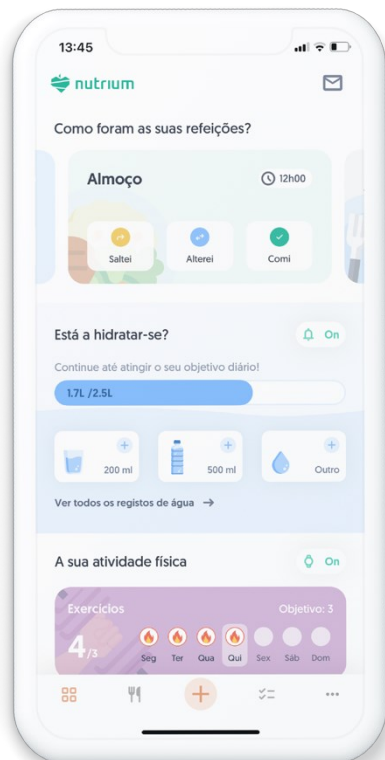 13:45
nutrium
Como foram as suas refeições?
Almoço
12h00
Saltei Alterei Comi
Está a hidratar-se?
On
Continue até atingir o seu objetivo diário!
1.7L /2.5L
200 ml 500 ml Outro
Ver todos os registos de água →
A sua atividade física
On
Exercícios Objetivo: 3
4/3
Seg Ter Qua Qui Sex Sáb Dom